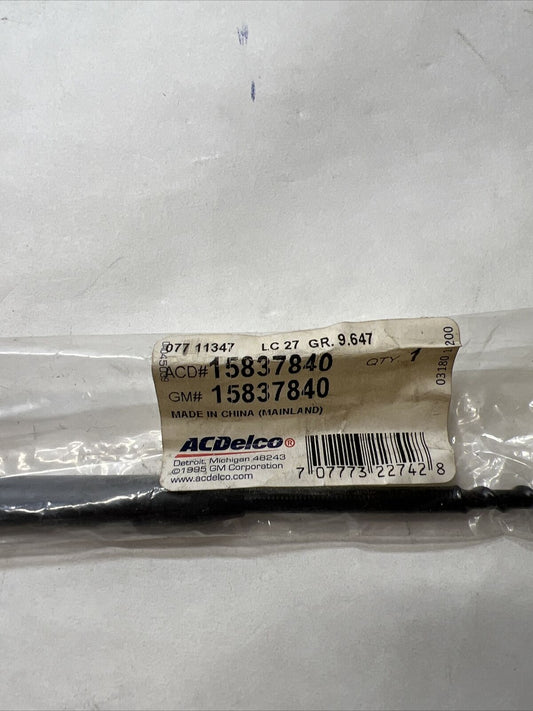 077 11347 LC 27 GR. 9.647
ACD# 15837840 QTY 1
GM# 15837840
MADE IN CHINA (MAINLAND)
ACDelco®
Detroit, Michigan 48243
©1995 GM Corporation
www.acdelco.com
7 07773 22742 8